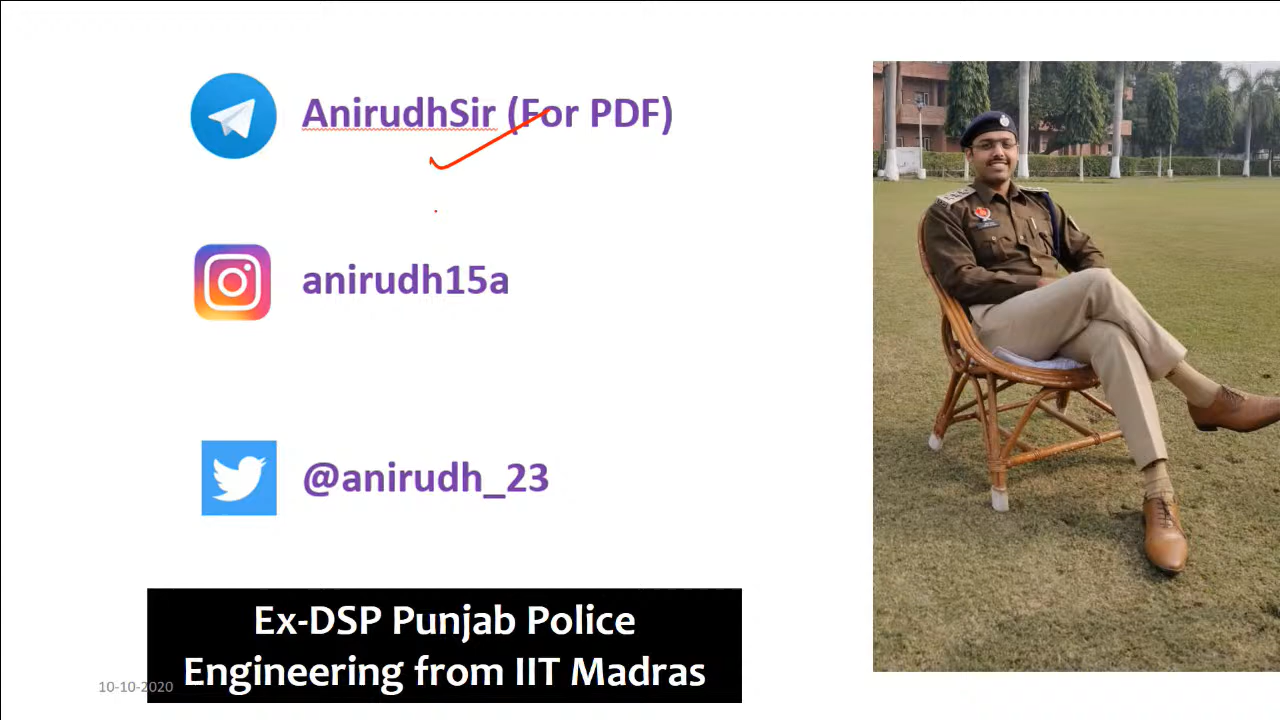 AnirudhSir (For PDF)
anirudh15a
@anirudh_23
Ex-DSP Punjab Police
Engineering from IIT Madras
10-10-2020